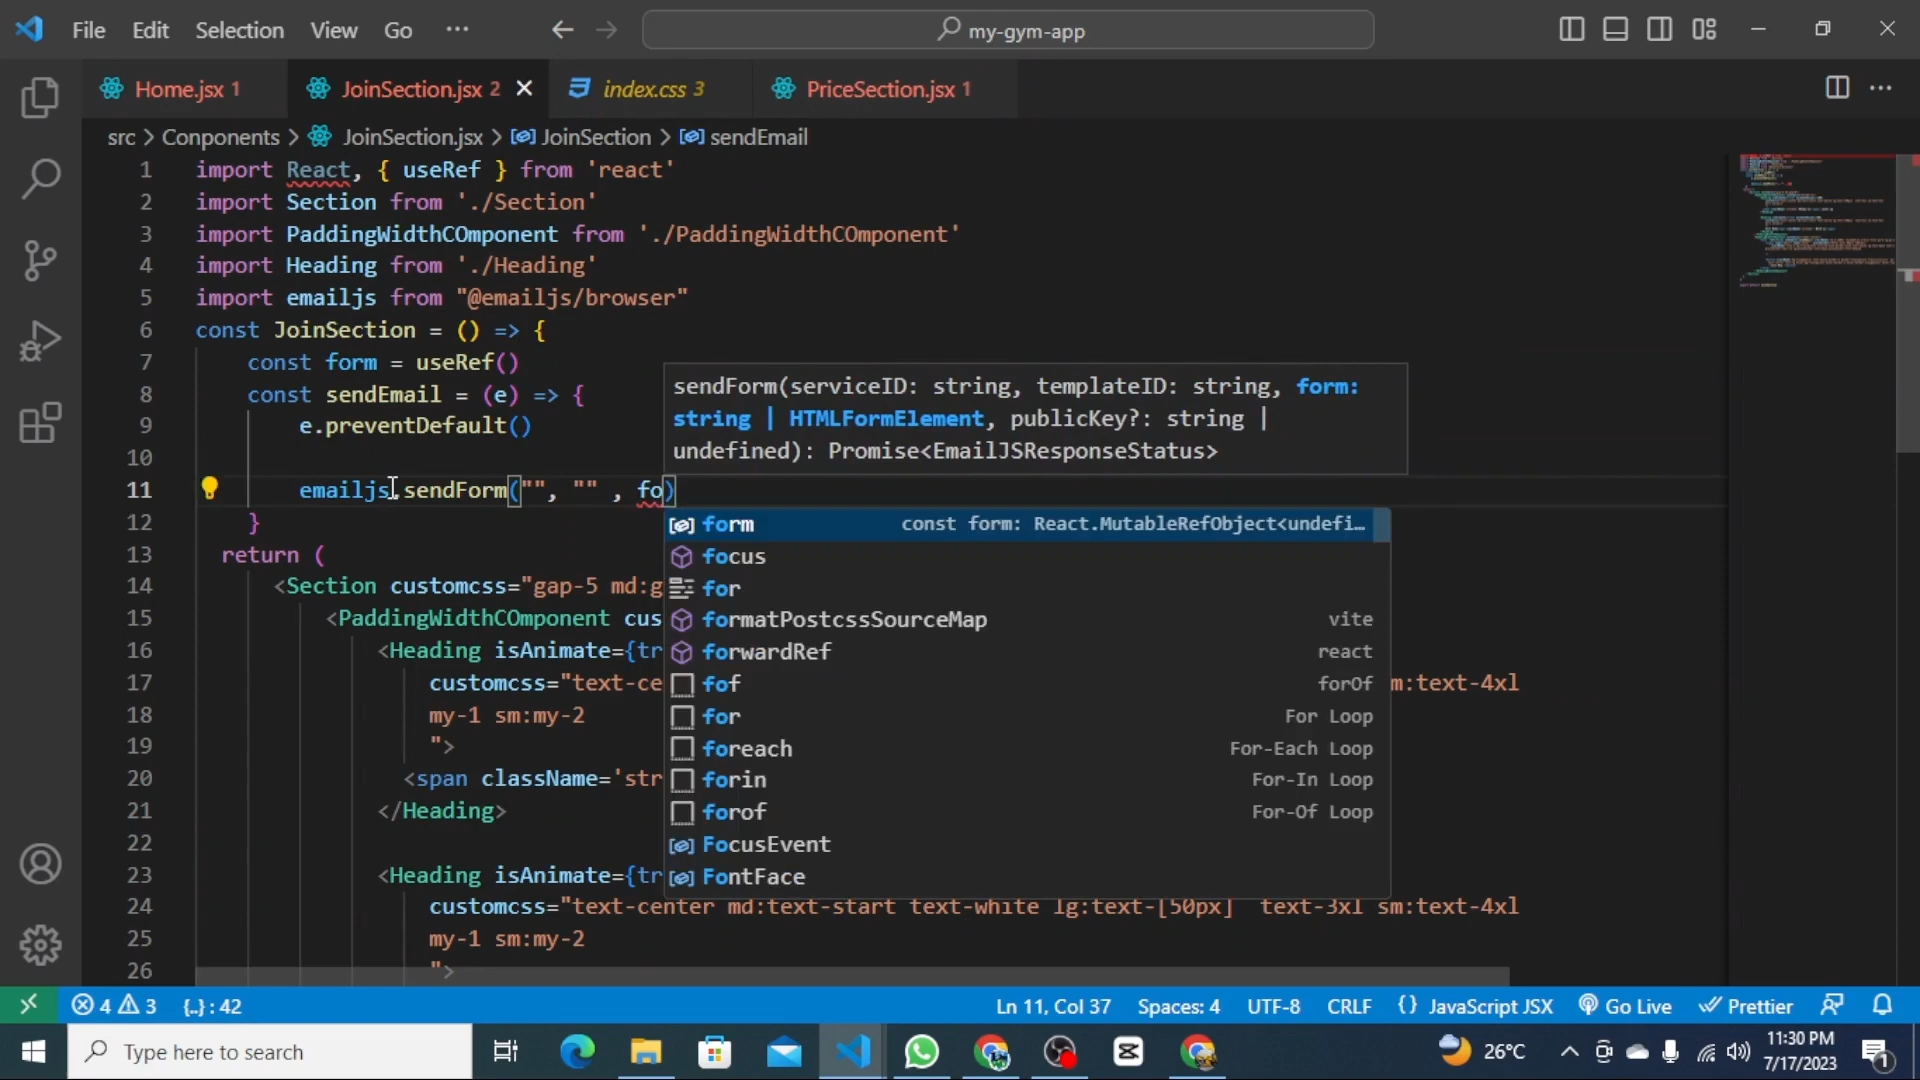 File Edit Selection View Go ··· my-gym-app
Home.jsx 1 JoinSection.jsx 2 index.css 3 PriceSection.jsx 1
src > Conponents > JoinSection.jsx > JoinSection > sendEmail
1 import React, { useRef } from 'react'
2 import Section from './Section'
3 import PaddingWidthCOmponent from './PaddingWidthCOmponent'
4 import Heading from './Heading'
5 import emailjs from "@emailjs/browser"
6 const JoinSection = () => {
7 const form = useRef()
8 const sendEmail = (e) => {
9 e.preventDefault()
10
11 emailjs.sendForm("", "" , fo)
12 }
13 return (
14 <Section customcss="gap-5 md:g
15 <PaddingWidthCOmponent cus
16 <Heading isAnimate={tr
17 customcss="text-ce m:text-4xl
18 my-1 sm:my-2
19 ">
20 <span className='str
21 </Heading>
22
23 <Heading isAnimate={tr
24 customcss="text-center md:text-start text-white lg:text-[50px] text-3xl sm:text-4xl
25 my-1 sm:my-2
26 ">
sendForm(serviceID: string, templateID: string, form:
string | HTMLFormElement, publicKey?: string |
undefined): Promise<EmailJSResponseStatus>
form const form: React.MutableRefObject<undefi…
focus
for
formatPostcssSourceMap vite
forwardRef react
fof forOf
for For Loop
foreach For-Each Loop
forin For-In Loop
forof For-Of Loop
FocusEvent
FontFace
4 3 {..} : 42 Ln 11, Col 37 Spaces: 4 UTF-8 CRLF {} JavaScript JSX Go Live Prettier
Type here to search 26°C 11:30 PM
7/17/2023 1